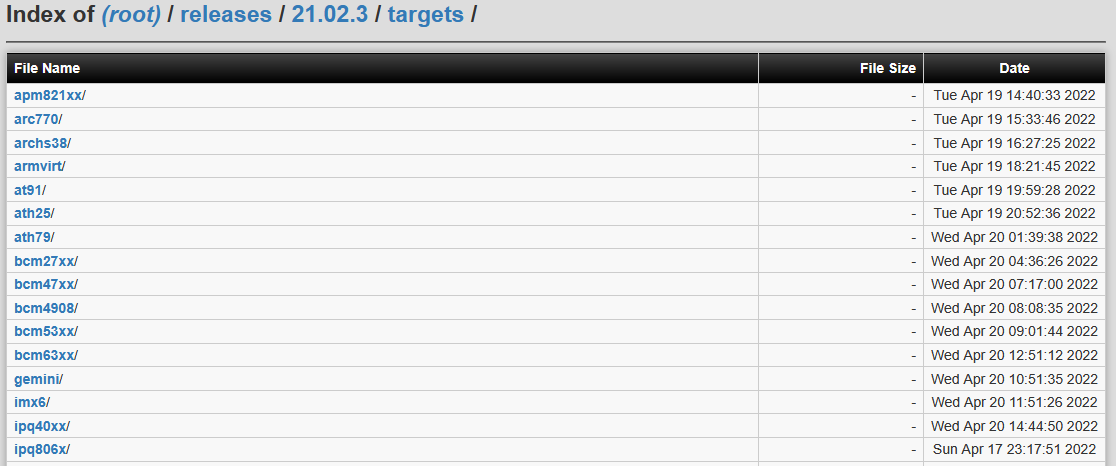 Index of (root) / releases / 21.02.3 / targets /
File Name File Size Date
apm821xx/ - Tue Apr 19 14:40:33 2022
arc770/ - Tue Apr 19 15:33:46 2022
archs38/ - Tue Apr 19 16:27:25 2022
armvirt/ - Tue Apr 19 18:21:45 2022
at91/ - Tue Apr 19 19:59:28 2022
ath25/ - Tue Apr 19 20:52:36 2022
ath79/ - Wed Apr 20 01:39:38 2022
bcm27xx/ - Wed Apr 20 04:36:26 2022
bcm47xx/ - Wed Apr 20 07:17:00 2022
bcm4908/ - Wed Apr 20 08:08:35 2022
bcm53xx/ - Wed Apr 20 09:01:44 2022
bcm63xx/ - Wed Apr 20 12:51:12 2022
gemini/ - Wed Apr 20 10:51:35 2022
imx6/ - Wed Apr 20 11:51:26 2022
ipq40xx/ - Wed Apr 20 14:44:50 2022
ipq806x/ - Sun Apr 17 23:17:51 2022